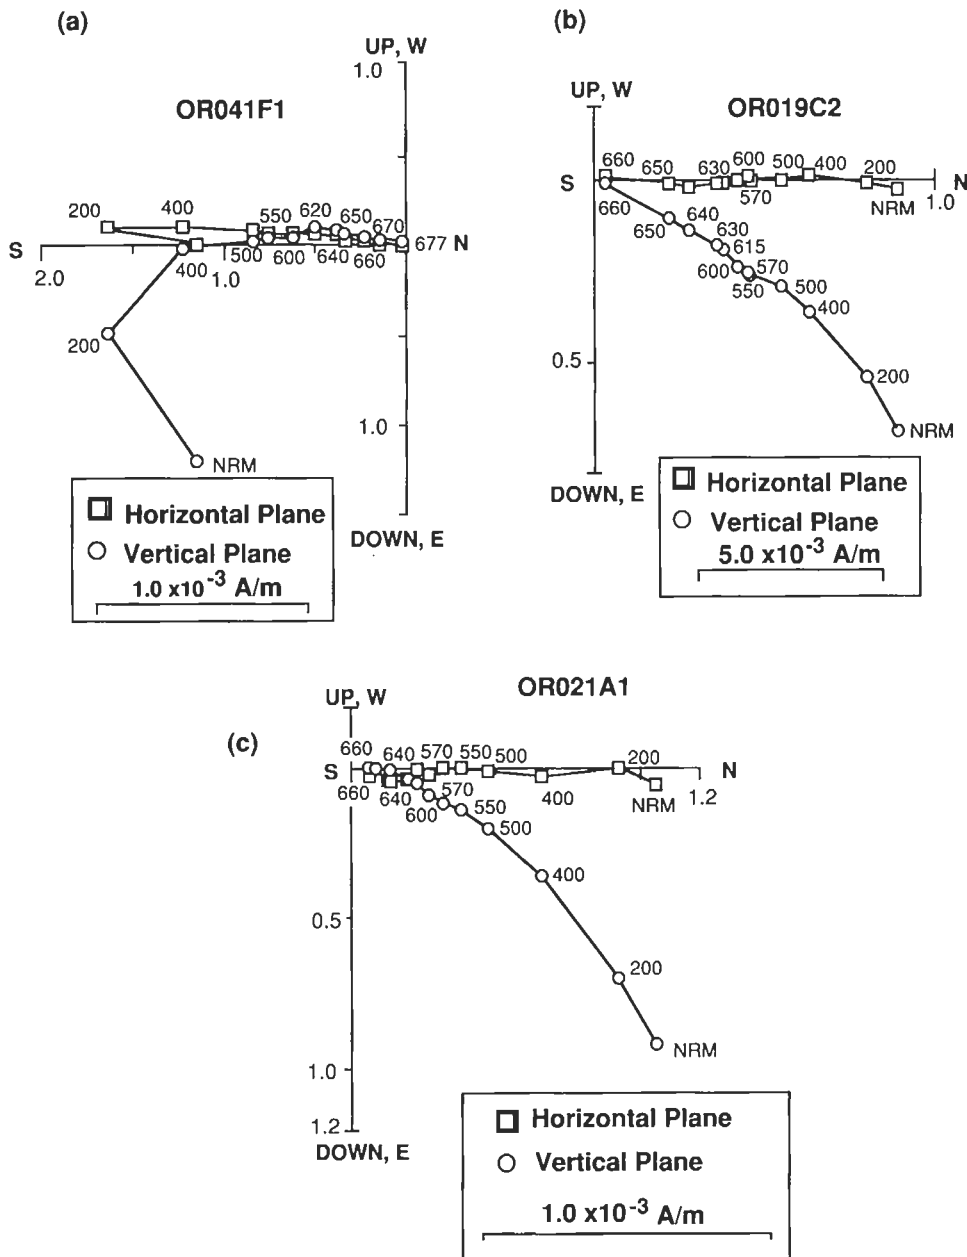 (a)
UP, W
1.0
OR041F1
200
400
550
620
650
670
S
N
2.0
400
1.0
500
600
640
660
677
200
1.0
NRM
DOWN, E
Horizontal Plane
Vertical Plane
1.0 x10-3 A/m
(b)
UP, W
OR019C2
660
650
630
600
500
400
200
S
N
570
NRM
1.0
660
650
640
630
615
600
570
550
500
400
0.5
200
NRM
DOWN, E
Horizontal Plane
Vertical Plane
5.0 x10-3 A/m
(c)
UP, W
OR021A1
660
640
570
550
500
200
S
N
660
640
600
570
550
500
400
NRM
1.2
400
0.5
200
NRM
1.0
1.2
DOWN, E
Horizontal Plane
Vertical Plane
1.0 x10-3 A/m